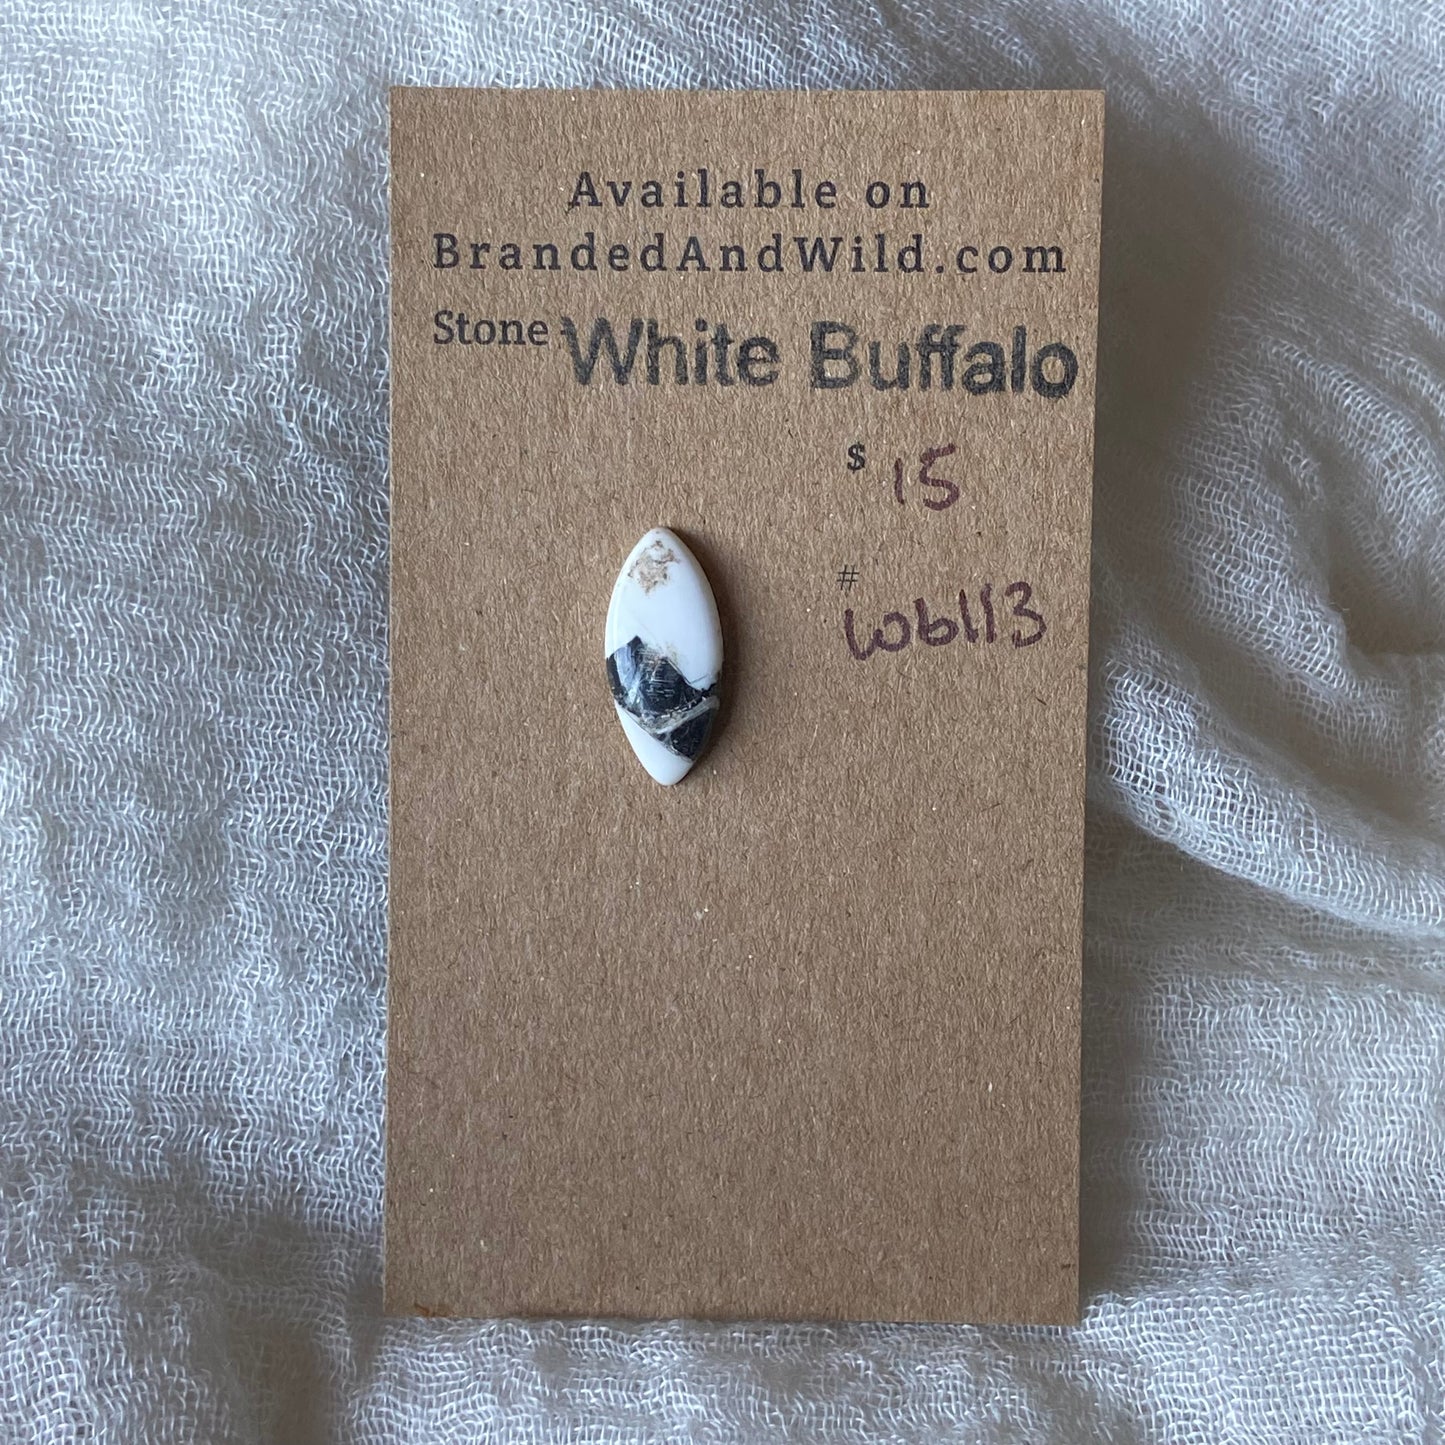 Available on
BrandedAndWild.com
Stone: White Buffalo
$ 15
#
wb113